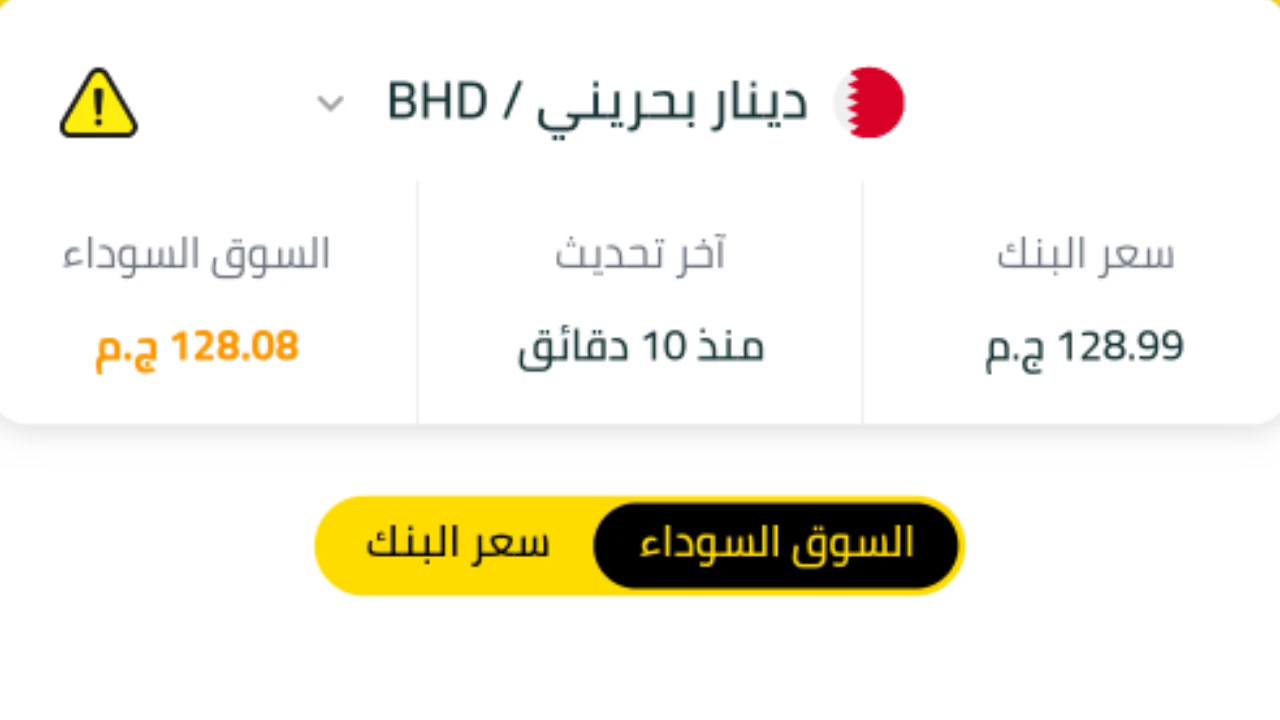 دينار بحريني / BHD
سعر البنك
آخر تحديث
السوق السوداء
128.99 ج.م
منذ 10 دقائق
128.08 ج.م
السوق السوداء
سعر البنك